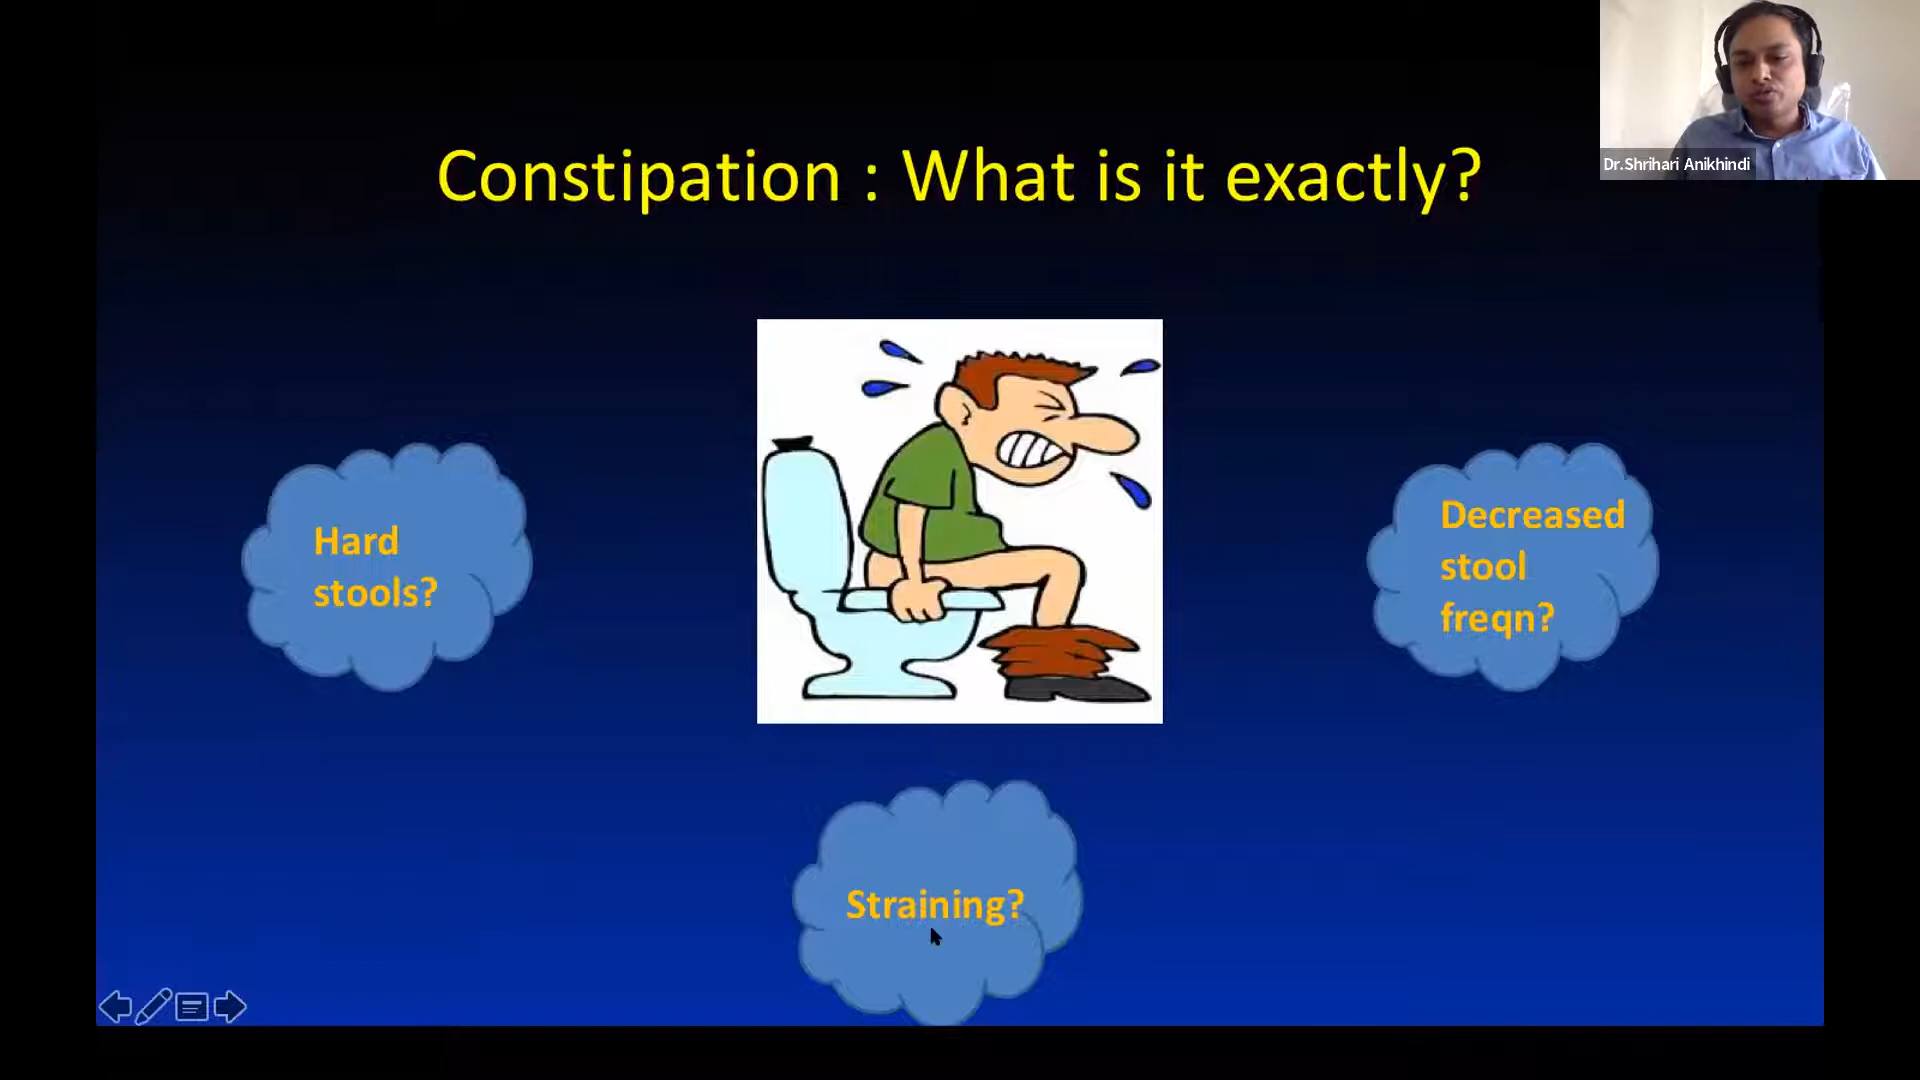 Dr.Shrihari Anikhindi
Constipation : What is it exactly?
Hard
stools?
Decreased
stool
freqn?
Straining?